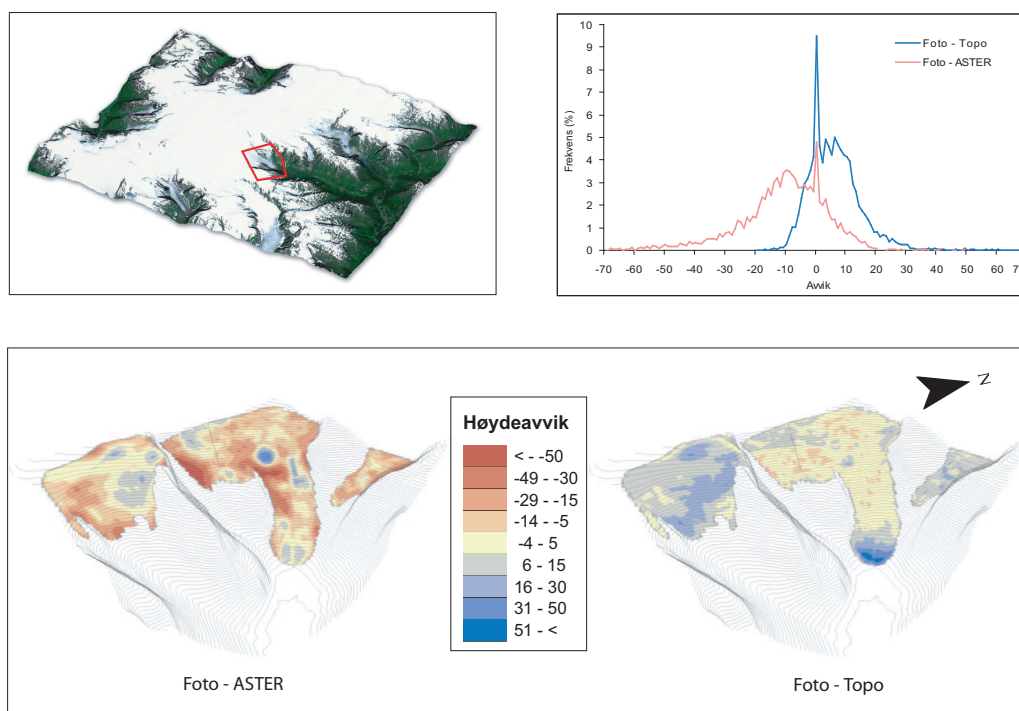 10
9
8
7
6
5
4
3
2
1
0
Frekvens (%)
Foto - Topo
Foto - ASTER
-70 -60 -50 -40 -30 -20 -10 0 10 20 30 40 50 60 7
Avvik
Høydeavvik
< - -50
-49 - -30
-29 - -15
-14 - -5
-4 - 5
6 - 15
16 - 30
31 - 50
51 - <
N
Foto - ASTER
Foto - Topo